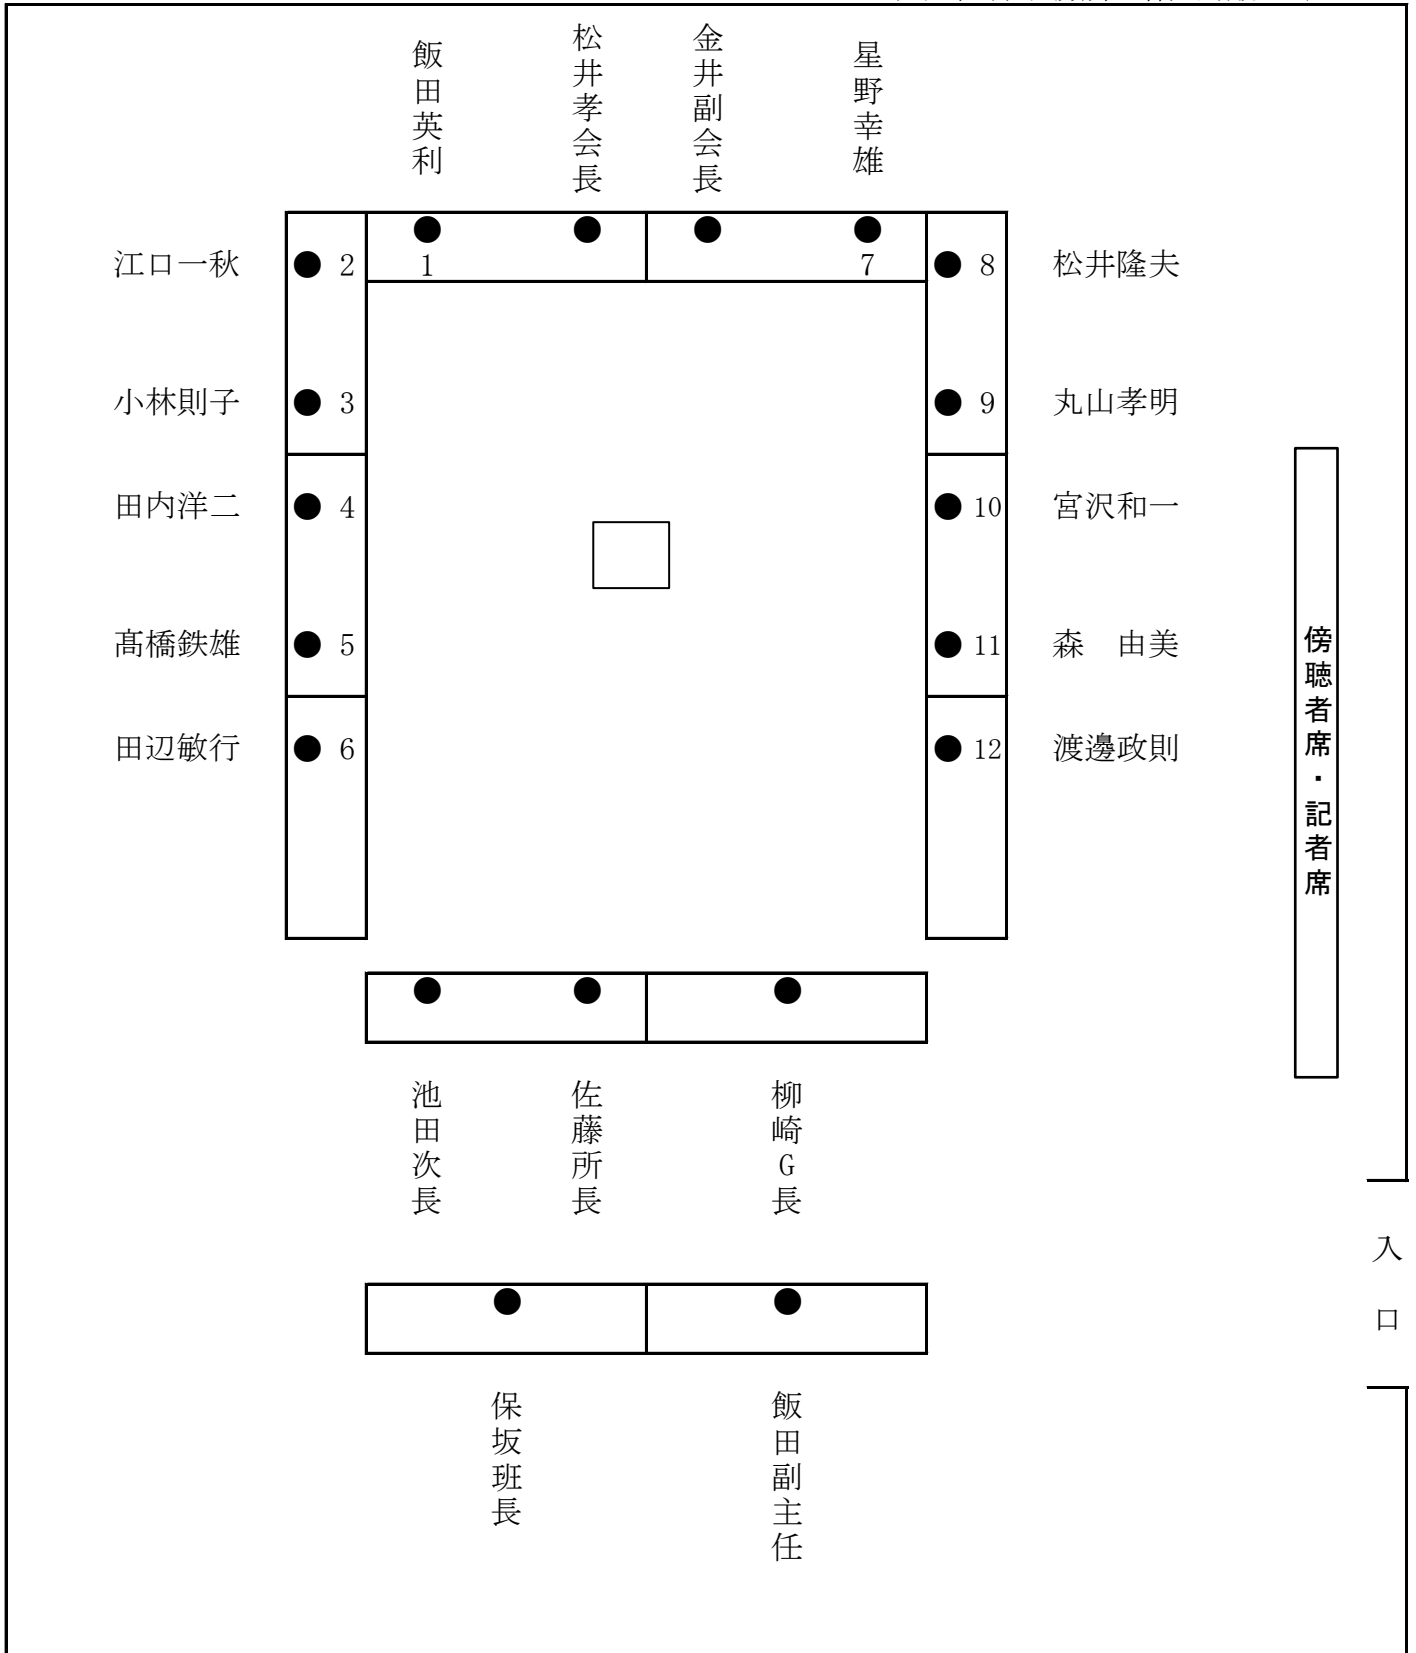 飯田英利
松井孝会長
金井副会長
星野幸雄
1
7
江口一秋
2
8
松井隆夫
小林則子
3
9
丸山孝明
田内洋二
4
10
宮沢和一
髙橋鉄雄
5
11
森　由美
田辺敏行
6
12
渡邊政則
傍聴者席・記者席
池田次長
佐藤所長
柳崎G長
入口
保坂班長
飯田副主任